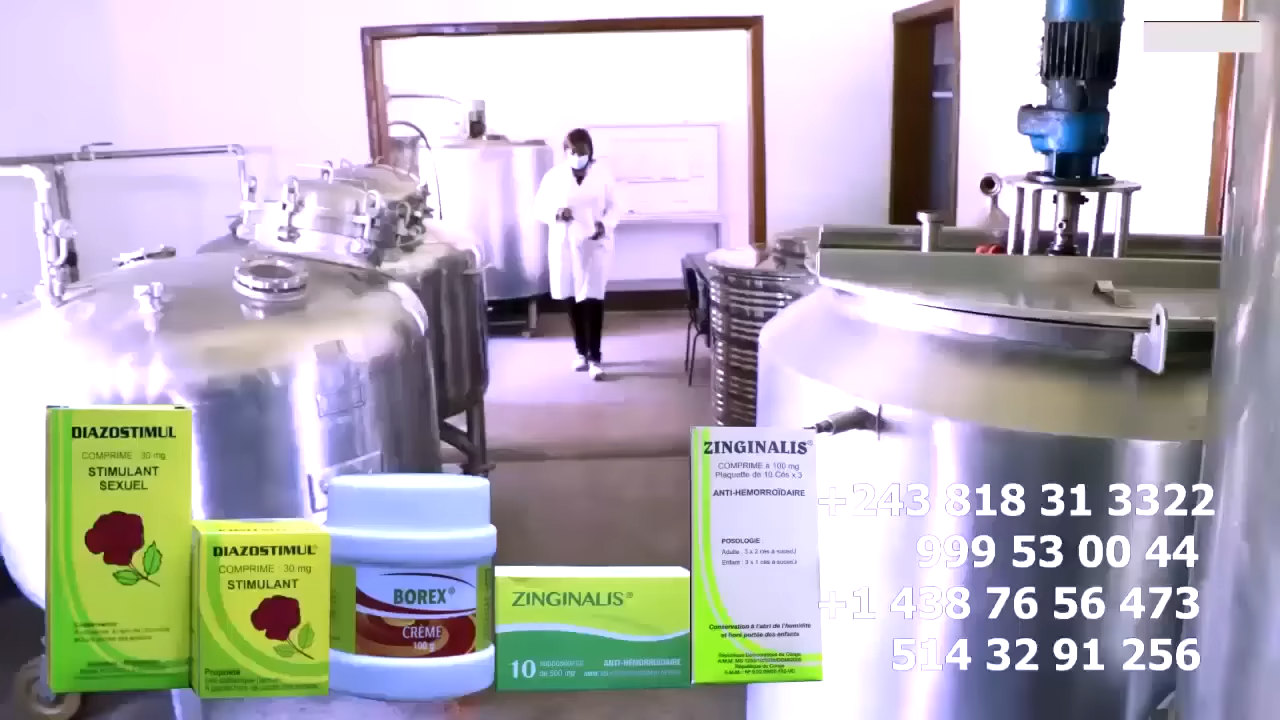 DIAZOSTIMUL
COMPRIME : 30 mg
STIMULANT
SEXUEL
DIAZOSTIMUL®
COMPRIME : 30 mg
STIMULANT
BOREX®
CRÈME
100 g
ZINGINALIS®
10
ANTI-HÉMORROÏDAIRE
ZINGINALIS®
COMPRIME à 100 mg
Plaquette de 10 Cés x 3
ANTI-HEMORROÏDAIRE
POSOLOGIE
Conservation à l'abri de l'humidité
et hors portée des enfants
+243 818 31 3322
999 53 00 44
+1 438 76 56 473
514 32 91 256